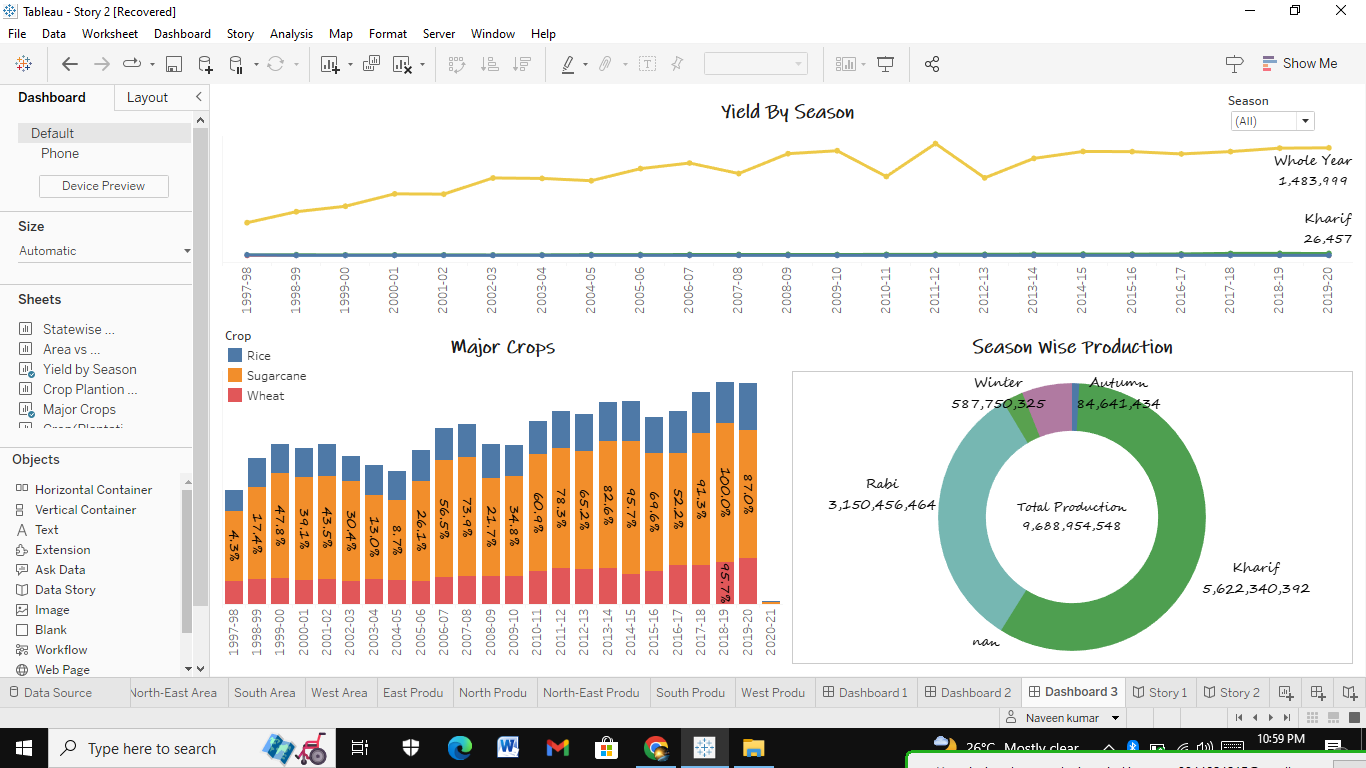 Tableau - Story 2 [Recovered]
File Data Worksheet Dashboard Story Analysis Map Format Server Window Help
Show Me
Dashboard Layout
Default
Phone
Device Preview
Size
Automatic
Sheets
Statewise ...
Area vs ...
Yield by Season
Crop Plantion ...
Major Crops
Objects
Horizontal Container
Vertical Container
Text
Extension
Ask Data
Data Story
Image
Blank
Workflow
Web Page
Yield By Season
Season
(All)
Whole Year
1,483,999
Kharif
26,457
1997-98 1998-99 1999-00 2000-01 2001-02 2002-03 2003-04 2004-05 2005-06 2006-07 2007-08 2008-09 2009-10 2010-11 2011-12 2012-13 2013-14 2014-15 2015-16 2016-17 2017-18 2018-19 2019-20
Crop
Rice
Sugarcane
Wheat
Major Crops
4.3% 17.4% 47.8% 39.1% 43.5% 30.4% 13.0% 8.7% 26.1% 56.5% 73.9% 21.7% 34.8% 60.9% 78.3% 65.2% 82.6% 95.7% 69.6% 52.2% 91.3% 100.0% 87.0%
95.7%
1997-98 1998-99 1999-00 2000-01 2001-02 2002-03 2003-04 2004-05 2005-06 2006-07 2007-08 2008-09 2009-10 2010-11 2011-12 2012-13 2013-14 2014-15 2015-16 2016-17 2017-18 2018-19 2019-20 2020-21
Season Wise Production
Winter
587,750,325
Autumn
84,641,434
Rabi
3,150,456,464
Total Production
9,688,954,548
Kharif
5,622,340,392
nan
Data Source North-East Area South Area West Area East Produ North Produ North-East Produ South Produ West Produ Dashboard 1 Dashboard 2 Dashboard 3 Story 1 Story 2
Naveen kumar
Type here to search
26°C Mostly clear
10:59 PM